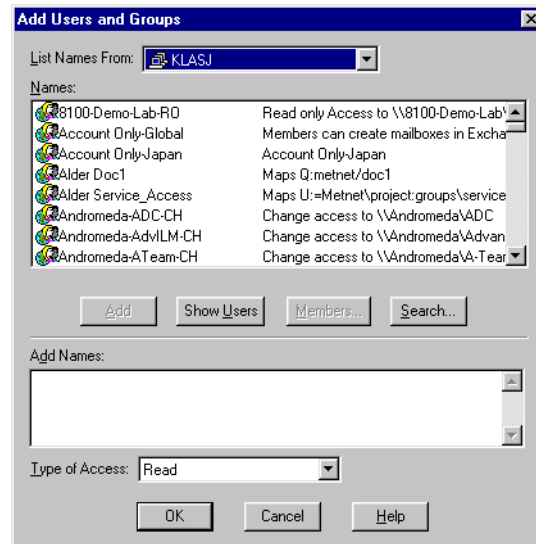 Add Users and Groups
List Names From: KLASJ
Names:
8100-Demo-Lab-RO Read only Access to \\8100-Demo-Lab\
Account Only-Global Members can create mailboxes in Excha
Account Only-Japan Account Only-Japan
Alder Doc1 Maps Q:metnet/doc1
Alder Service_Access Maps U:=Metnet\project:groups\service
Andromeda-ADC-CH Change access to \\Andromeda\ADC
Andromeda-AdvILM-CH Change access to \\Andromeda\Advan
Andromeda-ATeam-CH Change access to \\Andromeda\A-Tear
Add Show Users Members... Search...
Add Names:
Type of Access: Read
OK Cancel Help